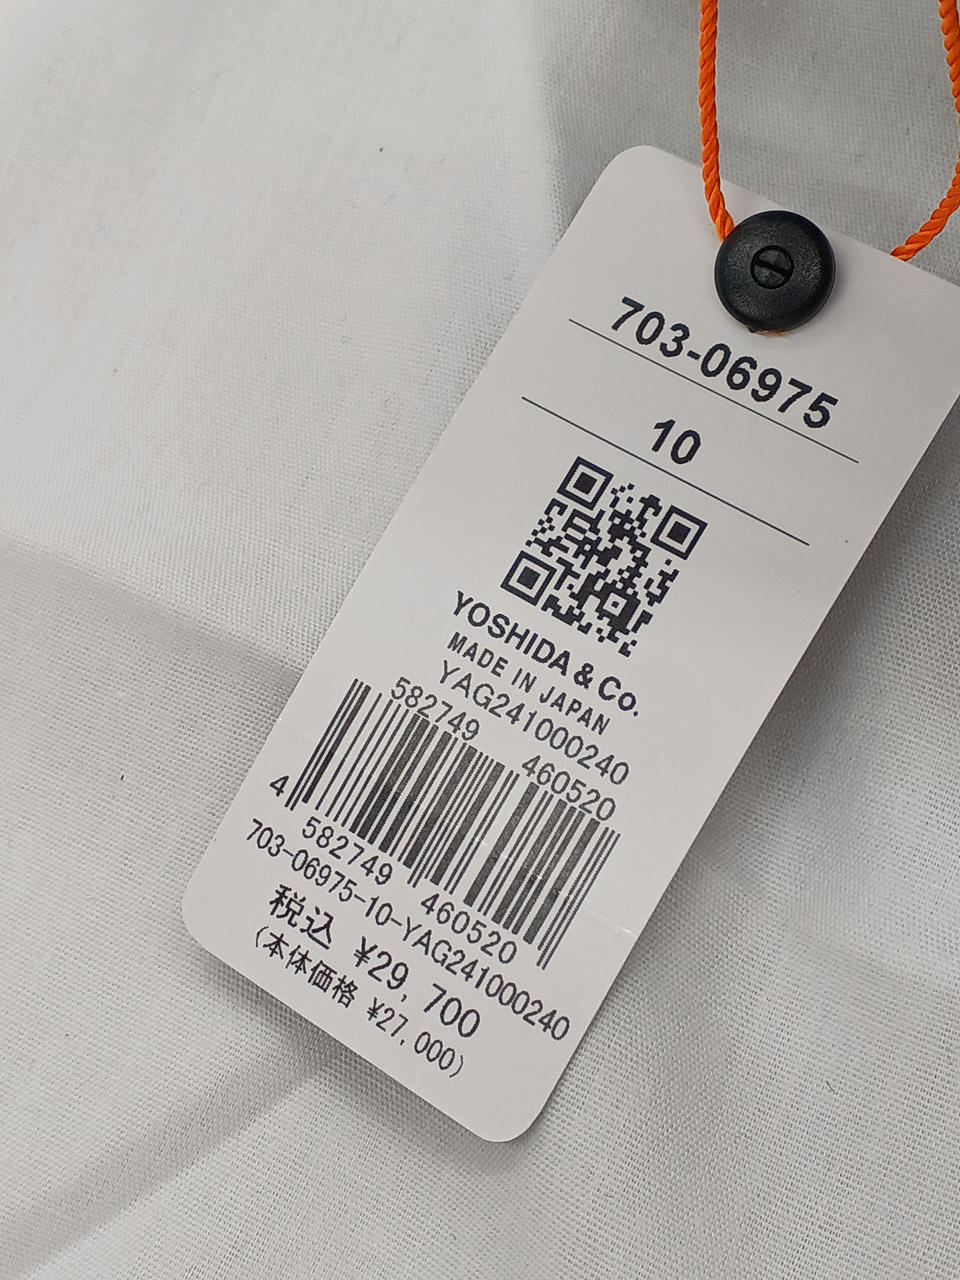 703-06975
10
YOSHIDA & Co.
MADE IN JAPAN
YAG241000240
582749 460520
4 582749 460520
703-06975-10-YAG241000240
税込 ¥29,700
(本体価格 ¥27,000)